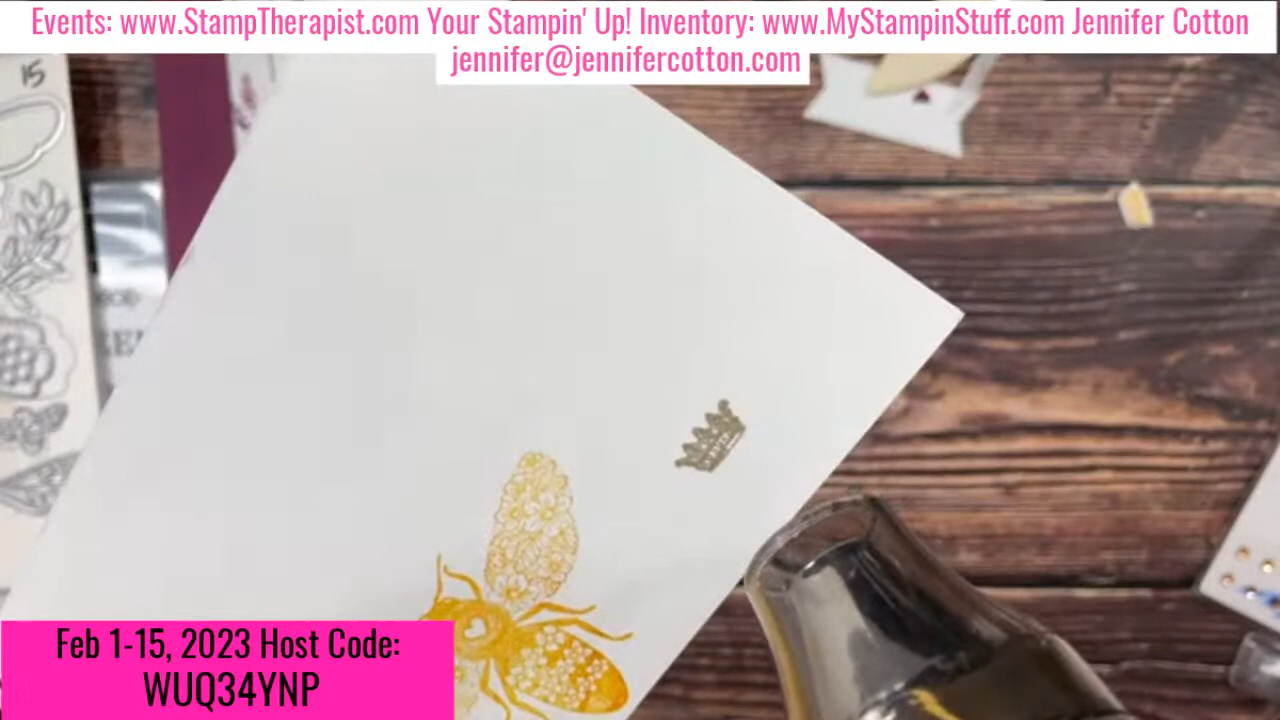 Events: www.StampTherapist.com Your Stampin' Up! Inventory: www.MyStampinStuff.com Jennifer Cotton
jennifer@jennifercotton.com
15
Feb 1-15, 2023 Host Code:
WUQ34YNP